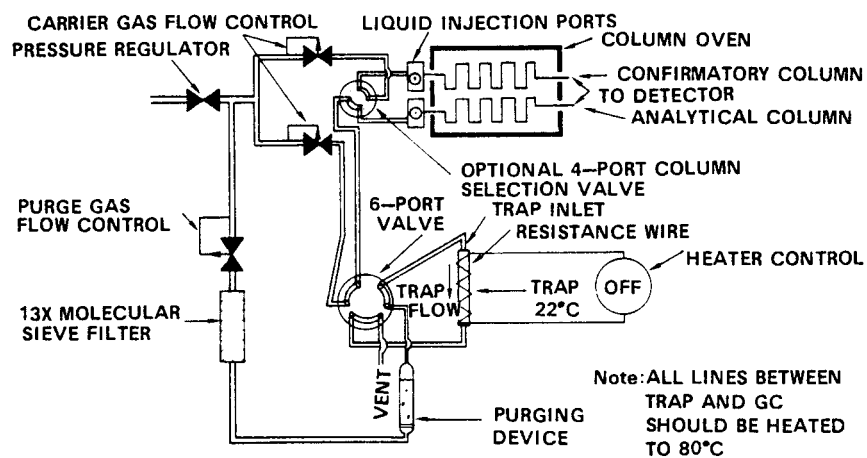 CARRIER GAS FLOW CONTROL
PRESSURE REGULATOR
LIQUID INJECTION PORTS
COLUMN OVEN
CONFIRMATORY COLUMN
TO DETECTOR
ANALYTICAL COLUMN
OPTIONAL 4-PORT COLUMN
SELECTION VALVE
PURGE GAS
FLOW CONTROL
6-PORT
VALVE
TRAP INLET
RESISTANCE WIRE
HEATER CONTROL
OFF
TRAP
FLOW
TRAP
22°C
13X MOLECULAR
SIEVE FILTER
VENT
PURGING
DEVICE
Note: ALL LINES BETWEEN
TRAP AND GC
SHOULD BE HEATED
TO 80°C